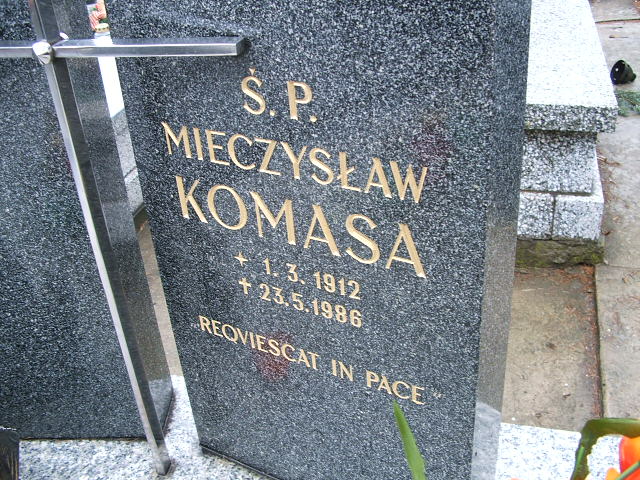 Ś. P.
MIECZYSŁAW
KOMASA
* 1. 3. 1912
✝ 23.5.1986
„REQVIESCAT IN PACE"